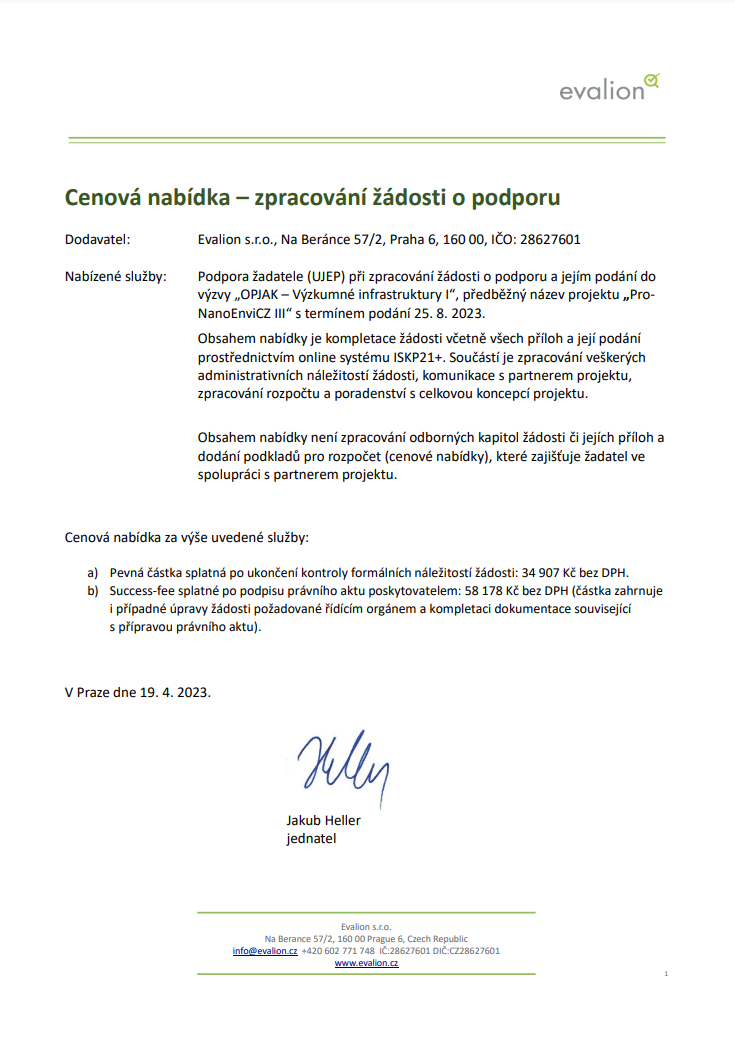 evalion
Cenová nabídka – zpracování žádosti o podporu
Dodavatel: Evalion s.r.o., Na Beránce 57/2, Praha 6, 160 00, IČO: 28627601
Nabízené služby: Podpora žadatele (UJEP) při zpracování žádosti o podporu a jejím podání do
výzvy „OPJAK – Výzkumné infrastruktury I“, předběžný název projektu „Pro-
NanoEnviCZ III“ s termínem podání 25. 8. 2023.
Obsahem nabídky je kompletace žádosti včetně všech příloh a její podání
prostřednictvím online systému ISKP21+. Součástí je zpracování veškerých
administrativních náležitostí žádosti, komunikace s partnerem projektu,
zpracování rozpočtu a poradenství s celkovou koncepcí projektu.
Obsahem nabídky není zpracování odborných kapitol žádosti či jejích příloh a
dodání podkladů pro rozpočet (cenové nabídky), které zajišťuje žadatel ve
spolupráci s partnerem projektu.
Cenová nabídka za výše uvedené služby:
a) Pevná částka splatná po ukončení kontroly formálních náležitostí žádosti: 34 907 Kč bez DPH.
b) Success-fee splatné po podpisu právního aktu poskytovatelem: 58 178 Kč bez DPH (částka zahrnuje
i případné úpravy žádosti požadované řídícím orgánem a kompletaci dokumentace související
s přípravou právního aktu).
V Praze dne 19. 4. 2023.
Heller
Jakub Heller
jednatel
Evalion s.r.o.
Na Berance 57/2, 160 00 Prague 6, Czech Republic
info@evalion.cz +420 602 771 748 IČ:28627601 DIČ:CZ28627601
www.evalion.cz
1